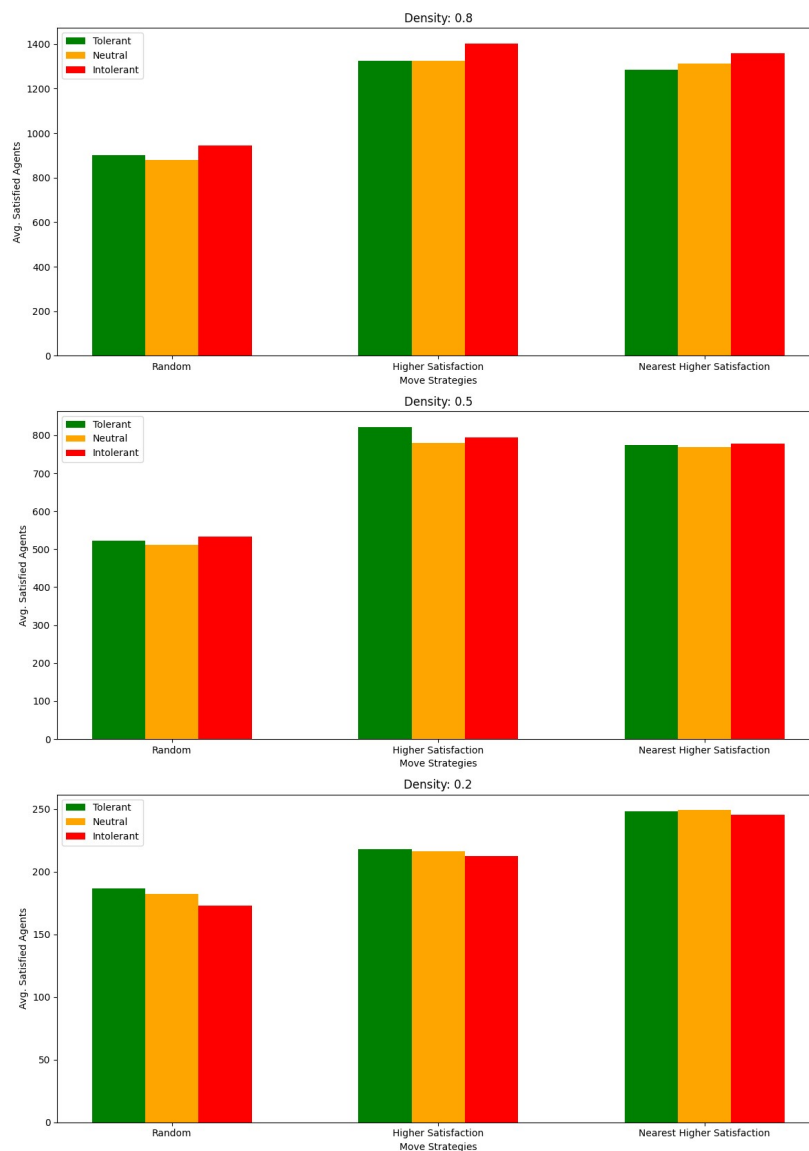 Density: 0.8
Tolerant
Neutral
Intolerant
Avg. Satisfied Agents
1400
1200
1000
800
600
400
200
0
Random
Higher Satisfaction
Nearest Higher Satisfaction
Move Strategies
Density: 0.5
Tolerant
Neutral
Intolerant
Avg. Satisfied Agents
800
700
600
500
400
300
200
100
0
Random
Higher Satisfaction
Nearest Higher Satisfaction
Move Strategies
Density: 0.2
Tolerant
Neutral
Intolerant
Avg. Satisfied Agents
250
200
150
100
50
0
Random
Higher Satisfaction
Nearest Higher Satisfaction
Move Strategies